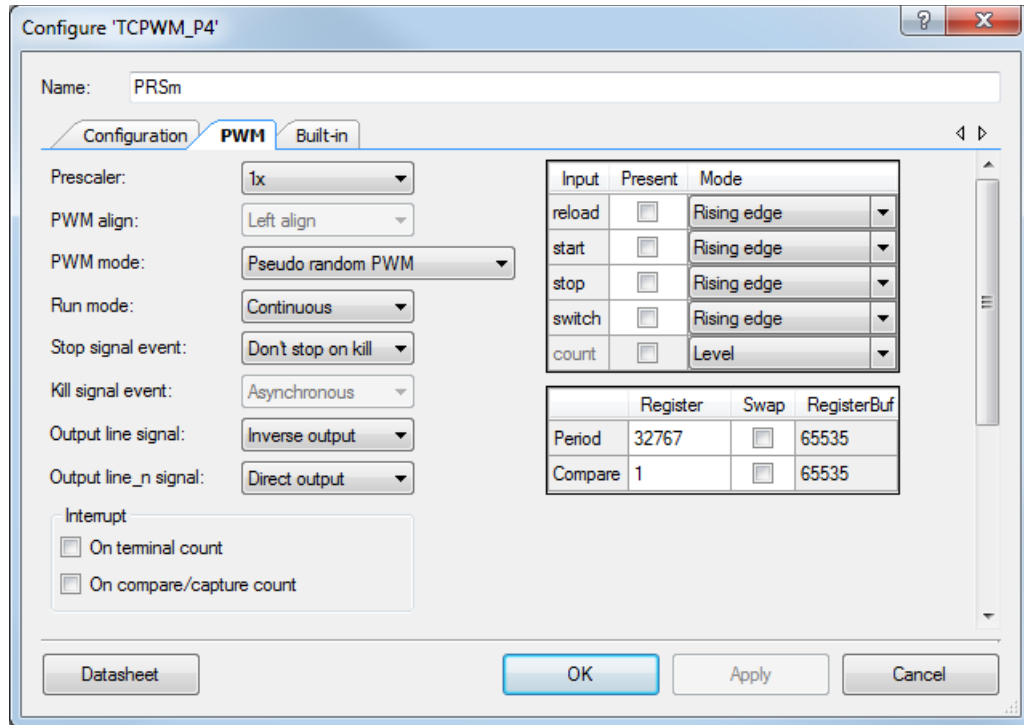 Configure 'TCPWM_P4'
Name: PRSm
Configuration PWM Built-in
Prescaler: 1x
PWM align: Left align
PWM mode: Pseudo random PWM
Run mode: Continuous
Stop signal event: Don't stop on kill
Kill signal event: Asynchronous
Output line signal: Inverse output
Output line_n signal: Direct output
Interrupt
On terminal count
On compare/capture count
Input Present Mode
reload Rising edge
start Rising edge
stop Rising edge
switch Rising edge
count Level
Register Swap RegisterBuf
Period 32767 65535
Compare 1 65535
Datasheet OK Apply Cancel